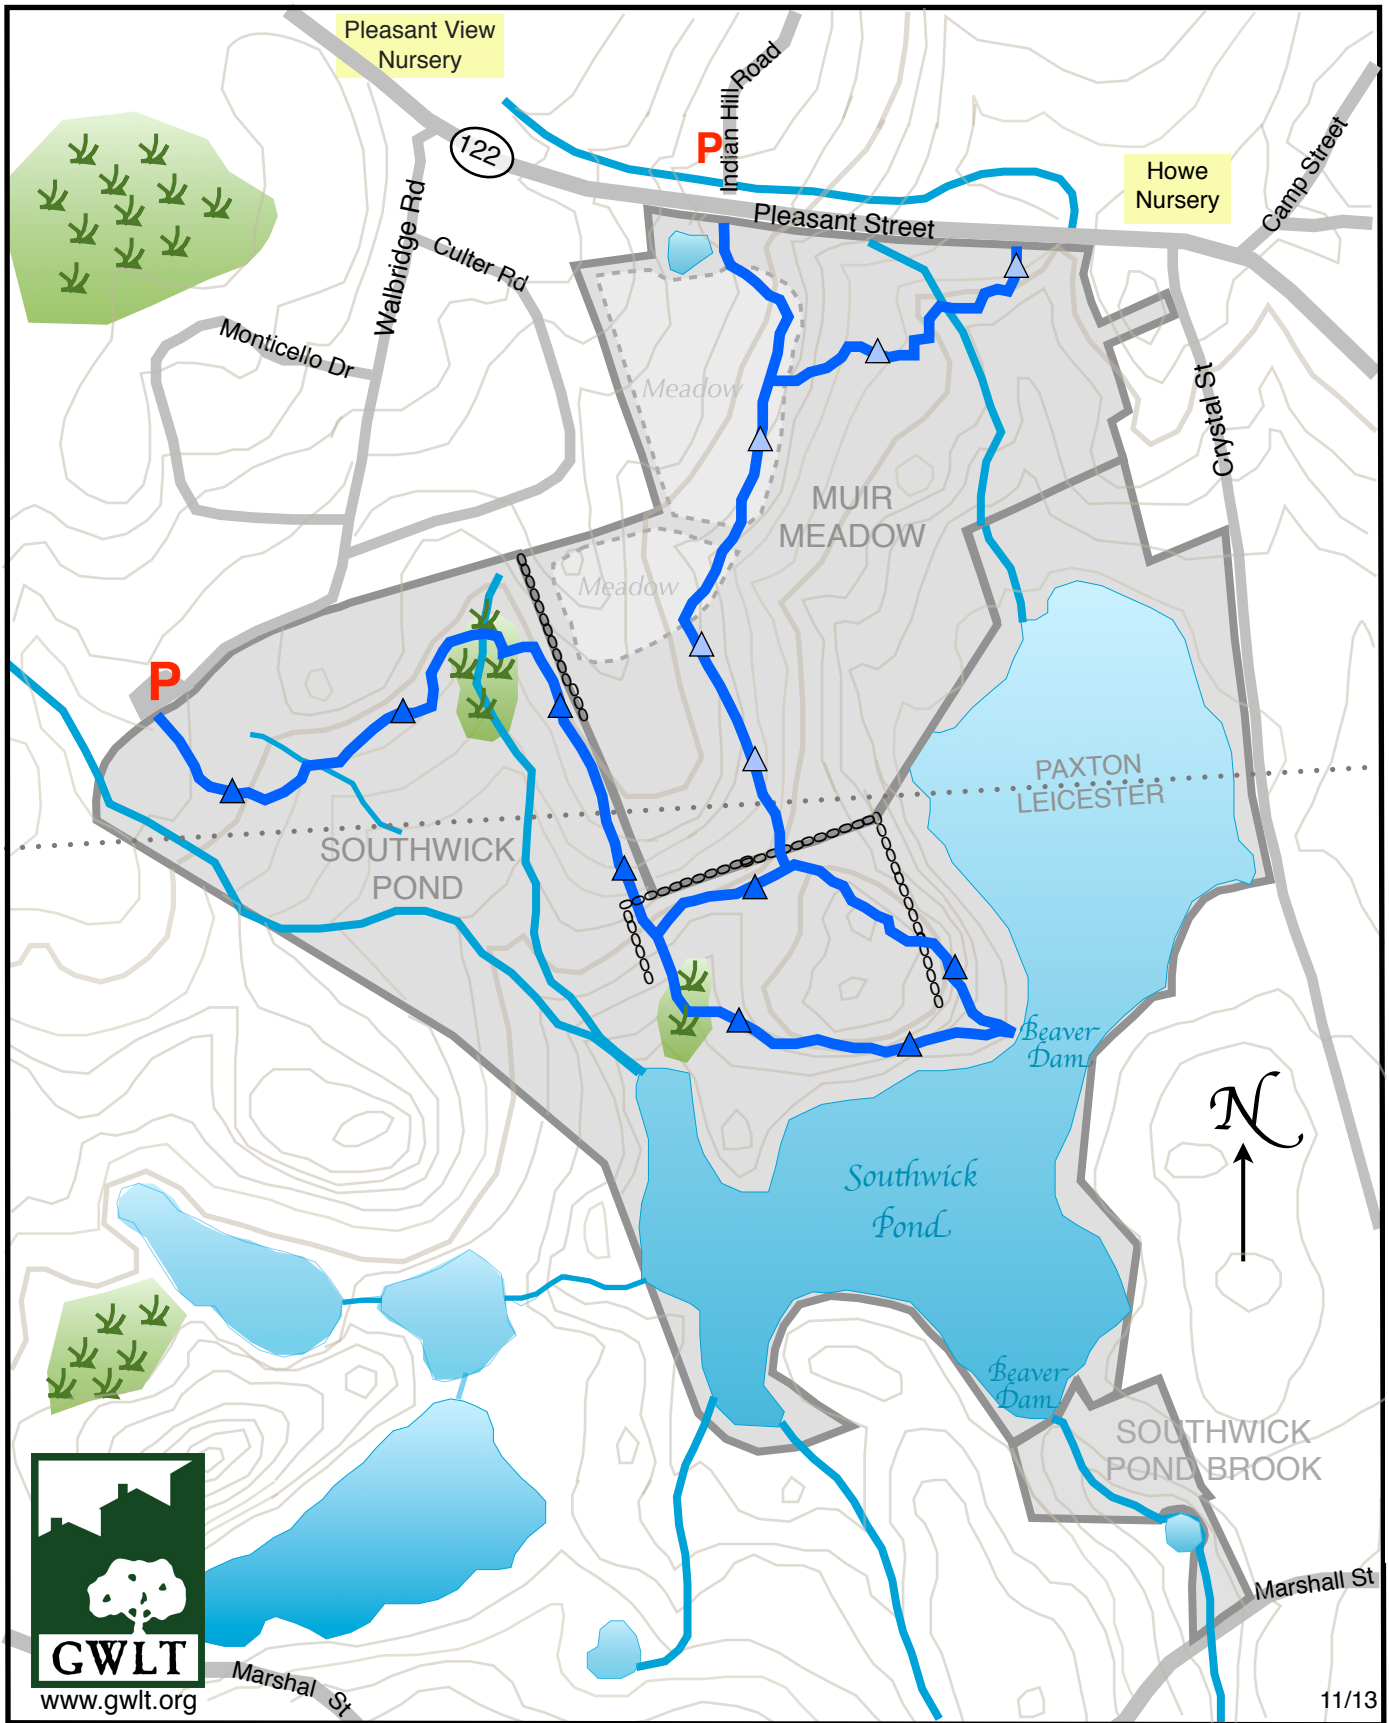 Pleasant View
Nursery
Indian Hill Road
P
122
Howe
Nursery
Camp Street
Pleasant Street
Walbridge Rd
Culter Rd
Monticello Dr
Crystal St
Meadow
MUIR
MEADOW
Meadow
P
PAXTON
LEICESTER
SOUTHWICK
POND
Beaver
Dam
N
Southwick
Pond
Beaver
Dam
SOUTHWICK
POND BROOK
Marshall St
GWLT
www.gwlt.org
Marshal St
11/13